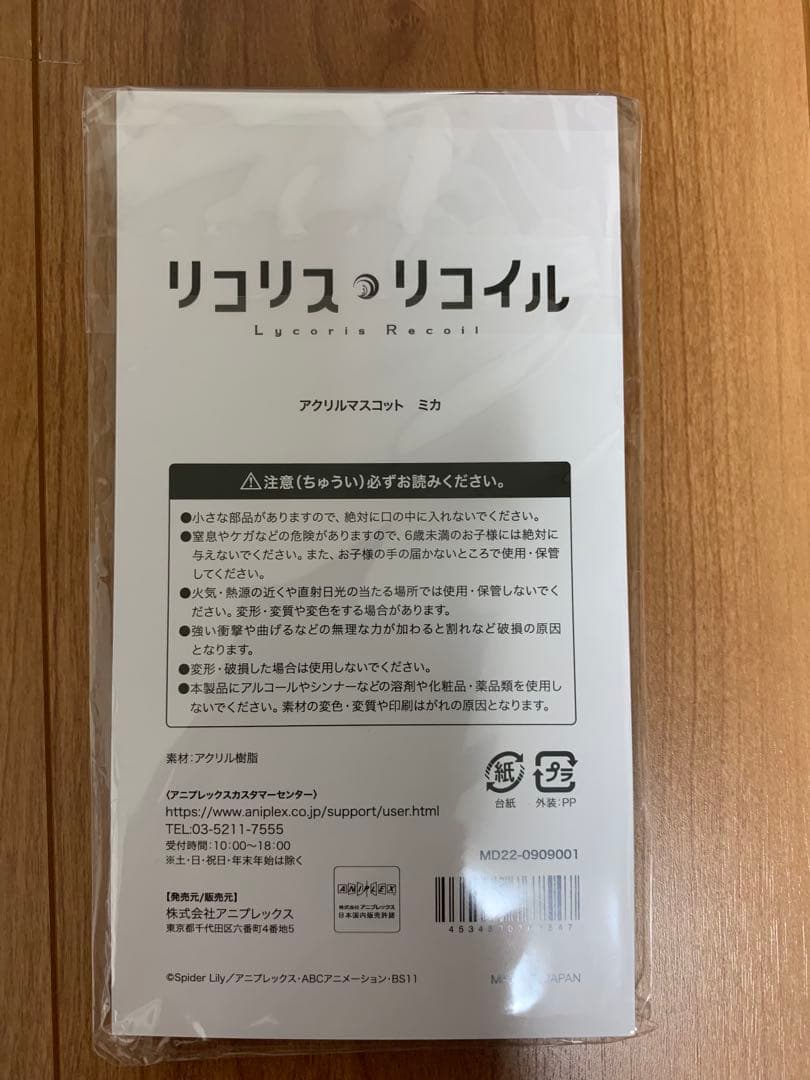 リコリス・リコイル
Lycoris Recoil
アクリルマスコット ミカ
⚠注意(ちゅうい)必ずお読みください。
●小さな部品がありますので、絶対に口の中に入れないでください。
●窒息やケガなどの危険がありますので、6歳未満のお子様には絶対に
与えないでください。また、お子様の手の届かないところで使用・保管
してください。
●火気・熱源の近くや直射日光の当たる場所では使用・保管しないでくだ
さい。変形・変質や変色をする場合があります。
●強い衝撃や曲げるなどの無理な力が加わると割れなど破損の原因
となります。
●変形・破損した場合は使用しないでください。
●本製品にアルコールやシンナーなどの溶剤や化粧品・薬品類を使用し
ないでください。素材の変色・変質や印刷はがれの原因となります。
素材:アクリル樹脂
紙
台紙
プラ
外装:PP
〈アニプレックスカスタマーセンター〉
https://www.aniplex.co.jp/support/user.html
TEL:03-5211-7555
受付時間:10:00〜18:00
※土・日・祝日・年末年始は除く
MD22-0909001
【発売元/販売元】
株式会社アニプレックス
東京都千代田区六番町4番地5
ANIPLEX
株式会社 アニプレックス
日本国内販売許諾
©Spider Lily/アニプレックス・ABCアニメーション・BS11
JAPAN